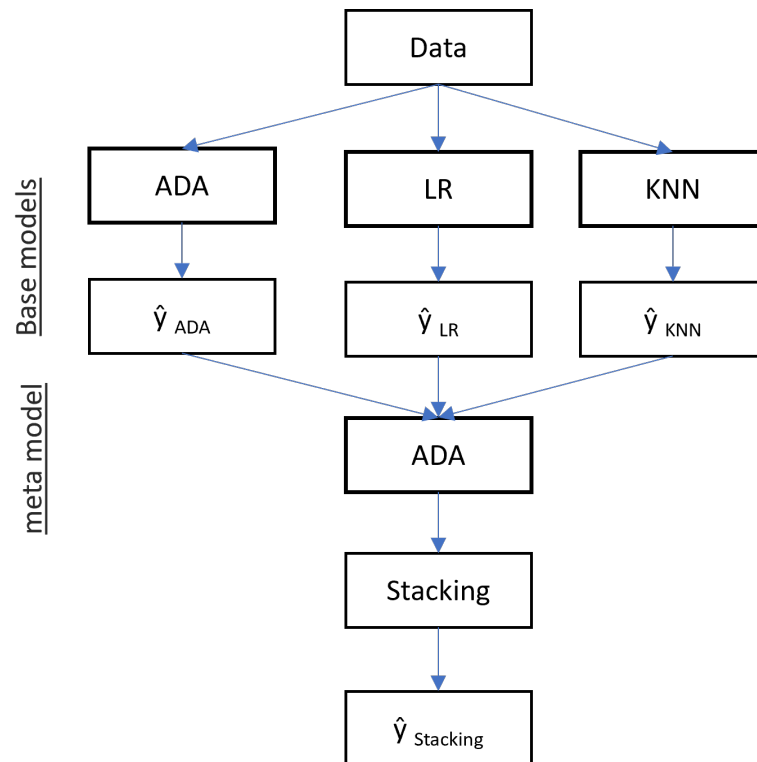 Data
ADA
LR
KNN
Base models
ŷ ADA
ŷ LR
ŷ KNN
meta model
ADA
Stacking
ŷ Stacking